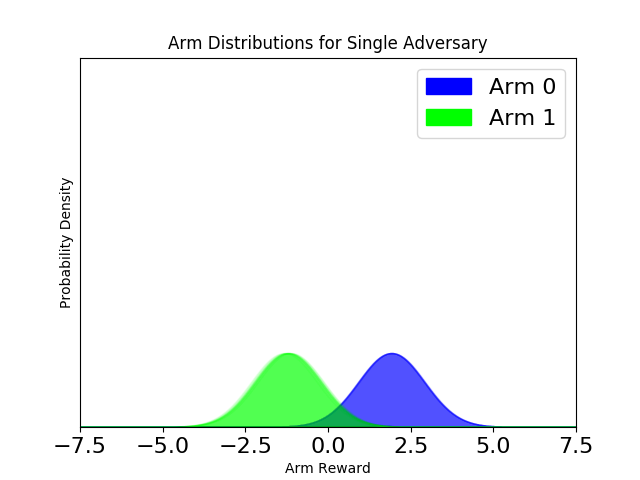 Arm Distributions for Single Adversary
Arm 0
Arm 1
Probability Density
−7.5 −5.0 −2.5 0.0 2.5 5.0 7.5
Arm Reward